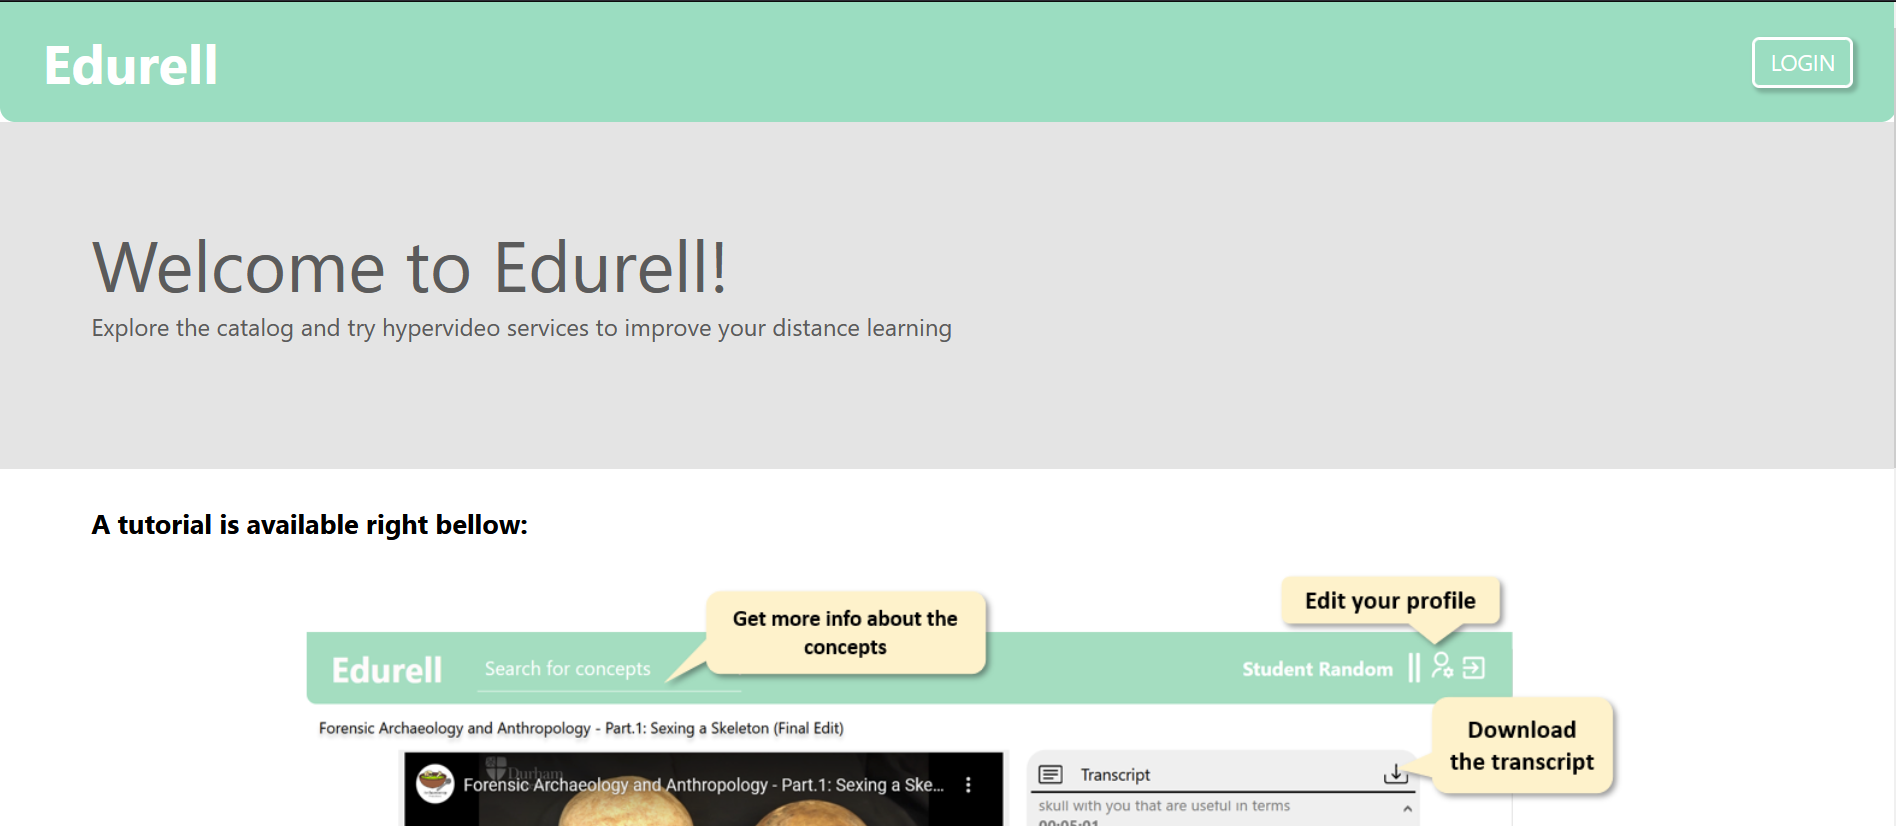 Edurell
LOGIN
Welcome to Edurell!
Explore the catalog and try hypervideo services to improve your distance learning
A tutorial is available right bellow:
Get more info about the
concepts
Edit your profile
Edurell
Search for concepts
Student Random
Forensic Archaeology and Anthropology - Part.1: Sexing a Skeleton (Final Edit)
Download
the transcript
Durham
Forensic Archaeology and Anthropology - Part.1: Sexing a Ske...
Transcript
skull with you that are useful in terms
00:05:01